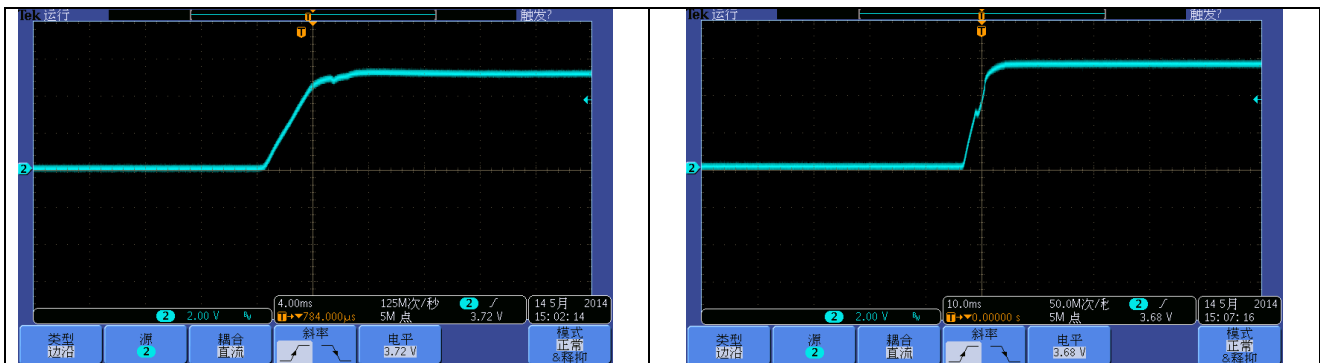 Tek 运行
触发?
T
2
4.00ms
125M次/秒
2
T→▼784.000µs
5M 点
3.72 V
2
2.00 V
BW
14 5月 2014
15:02:14
类型
边沿
源
2
耦合
直流
斜率
电平
3.72 V
模式
正常
&释抑
Tek 运行
触发?
T
2
10.0ms
50.0M次/秒
2
T→▼0.00000 s
5M 点
3.68 V
2
2.00 V
BW
14 5月 2014
15:07:16
类型
边沿
源
2
耦合
直流
斜率
电平
3.68 V
模式
正常
&释抑